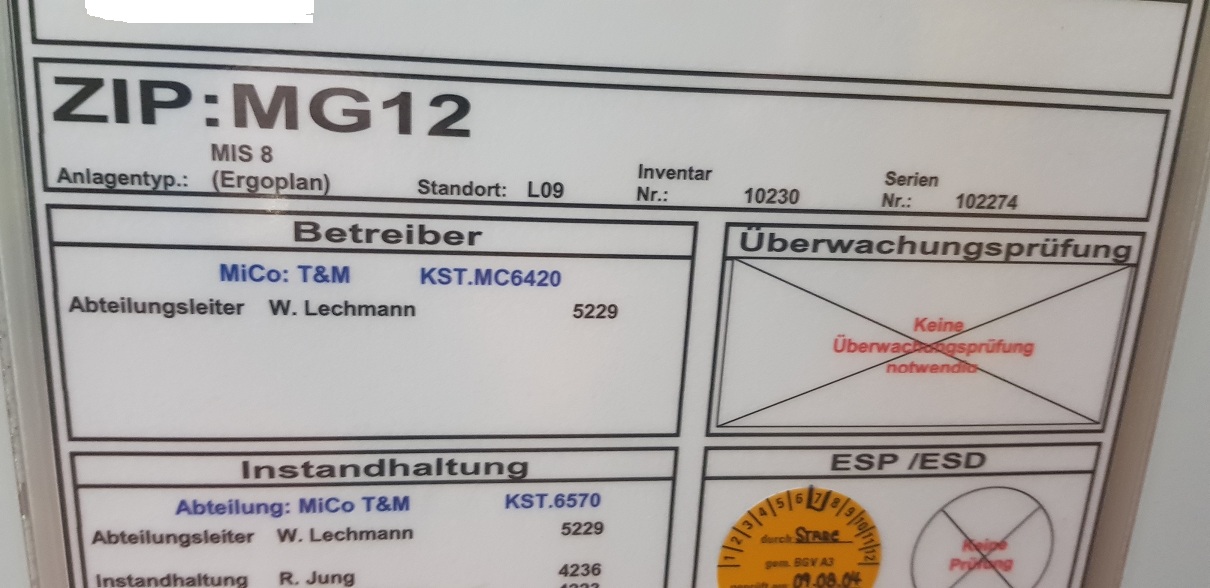 ZIP:MG12
MIS 8
Anlagentyp.: (Ergoplan) Standort: L09 Inventar Nr.: 10230 Serien Nr.: 102274
Betreiber
MiCo: T&M KST.MC6420
Abteilungsleiter W. Lechmann 5229
Überwachungsprüfung
Keine
Überwachungsprüfung
notwendig
Instandhaltung
Abteilung: MiCo T&M KST.6570
Abteilungsleiter W. Lechmann 5229
Instandhaltung R. Jung 4236
ESP /ESD
1 2 3 4 5 6 7 8 9 10 11 12
durch
gem. BGV A3
geprüft am 09.08.04
Keine
Prüfung